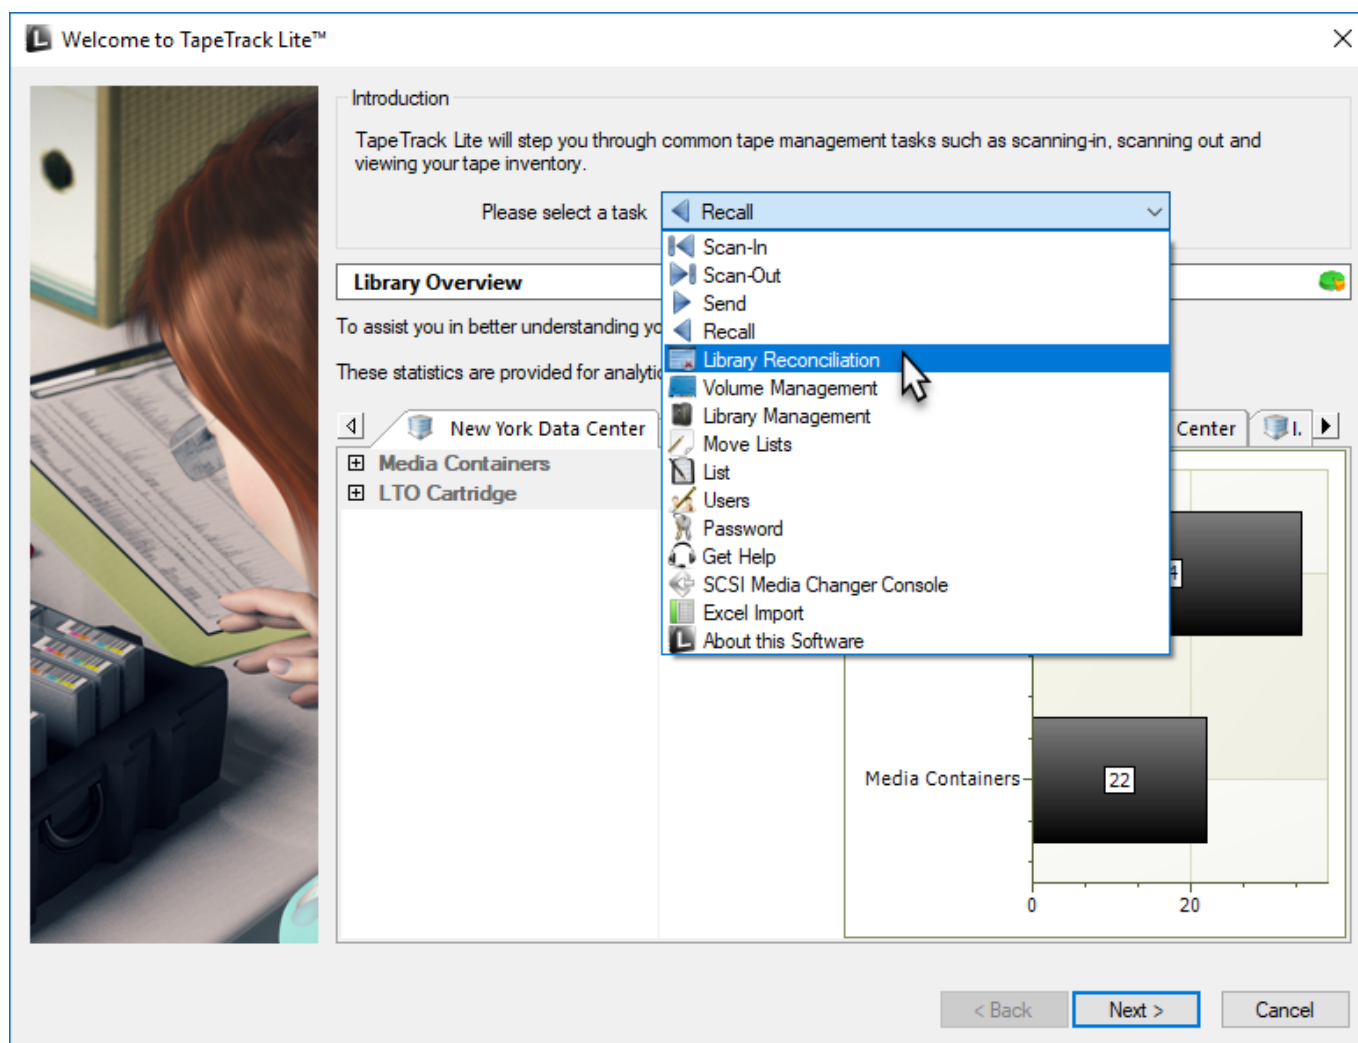 Welcome to TapeTrack Lite™
Introduction
TapeTrack Lite will step you through common tape management tasks such as scanning-in, scanning out and
viewing your tape inventory.
Please select a task
Recall
Scan-In
Scan-Out
Send
Recall
Library Reconciliation
Volume Management
Library Management
Move Lists
List
Users
Password
Get Help
SCSI Media Changer Console
Excel Import
About this Software
Library Overview
To assist you in better understanding
These statistics are provided for
New York Data Center
Center
I.
Media Containers
LTO Cartridge
Media Containers
22
0
20
< Back
Next >
Cancel